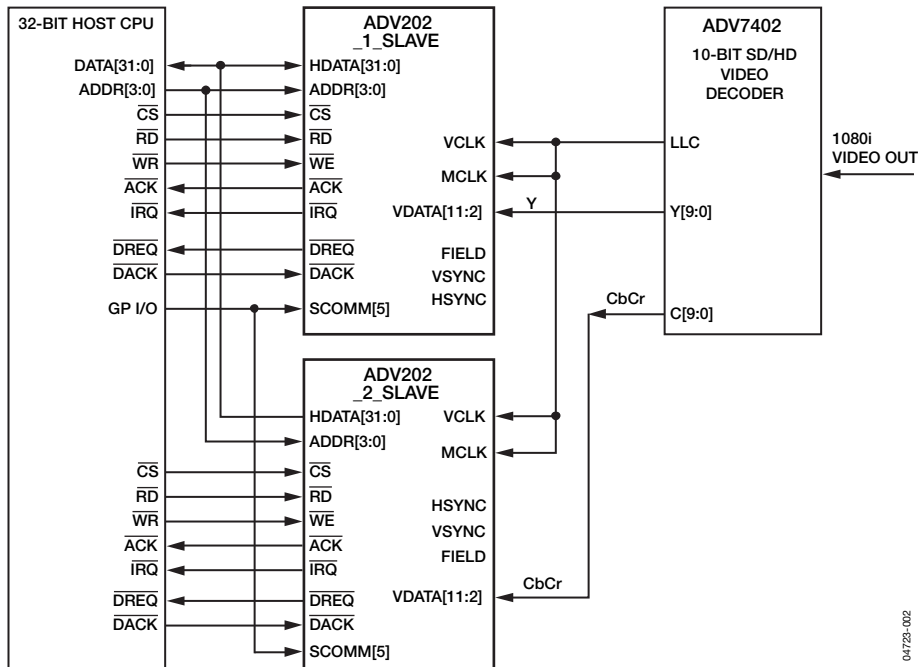 32-BIT HOST CPU
DATA[31:0]
ADDR[3:0]
CS
RD
WR
ACK
IRQ
DREQ
DACK
GP I/O
CS
RD
WR
ACK
IRQ
DREQ
DACK
ADV202
_1_SLAVE
HDATA[31:0]
ADDR[3:0]
CS
RD
WE
ACK
IRQ
DREQ
DACK
SCOMM[5]
VCLK
MCLK
VDATA[11:2]
FIELD
VSYNC
HSYNC
Y
CbCr
ADV202
_2_SLAVE
HDATA[31:0]
ADDR[3:0]
CS
RD
WE
ACK
IRQ
DREQ
DACK
SCOMM[5]
VCLK
MCLK
HSYNC
VSYNC
FIELD
VDATA[11:2]
CbCr
ADV7402
10-BIT SD/HD
VIDEO
DECODER
LLC
Y[9:0]
C[9:0]
1080i
VIDEO OUT
04723-002